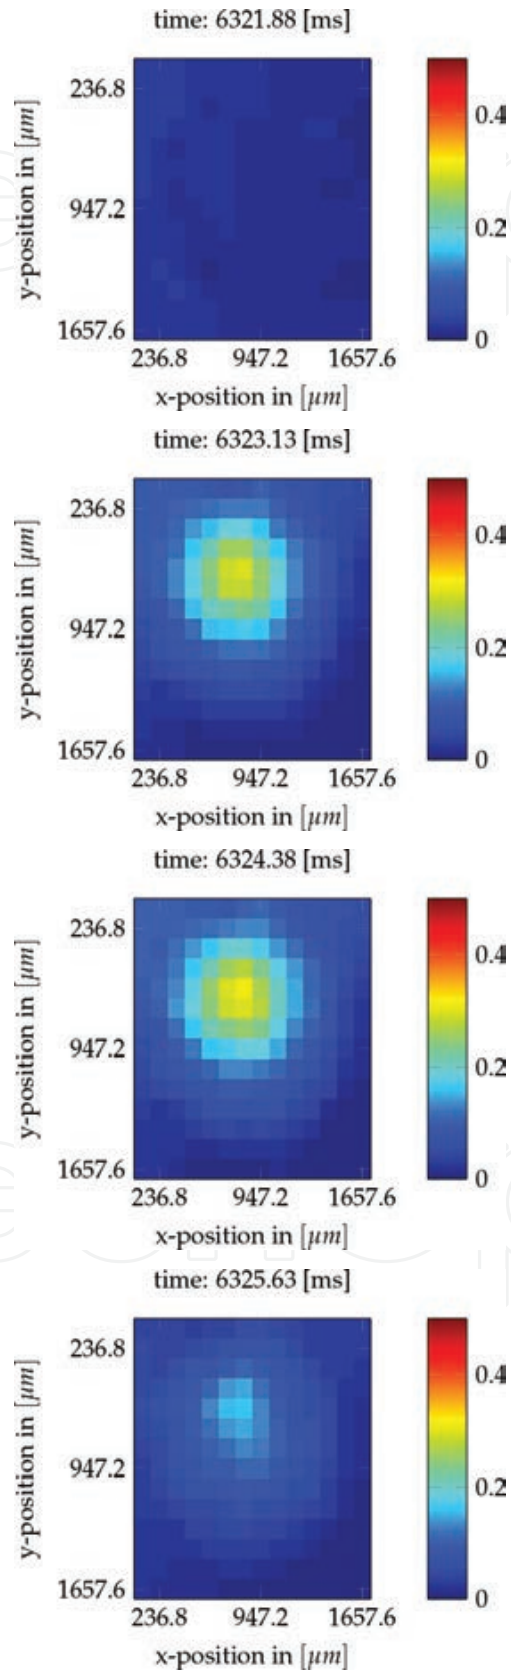 time: 6321.88 [ms]
y-position in [μm]
236.8
947.2
1657.6
236.8 947.2 1657.6
x-position in [μm]
0.4
0.2
0
time: 6323.13 [ms]
y-position in [μm]
236.8
947.2
1657.6
236.8 947.2 1657.6
x-position in [μm]
0.4
0.2
0
time: 6324.38 [ms]
y-position in [μm]
236.8
947.2
1657.6
236.8 947.2 1657.6
x-position in [μm]
0.4
0.2
0
time: 6325.63 [ms]
y-position in [μm]
236.8
947.2
1657.6
236.8 947.2 1657.6
x-position in [μm]
0.4
0.2
0